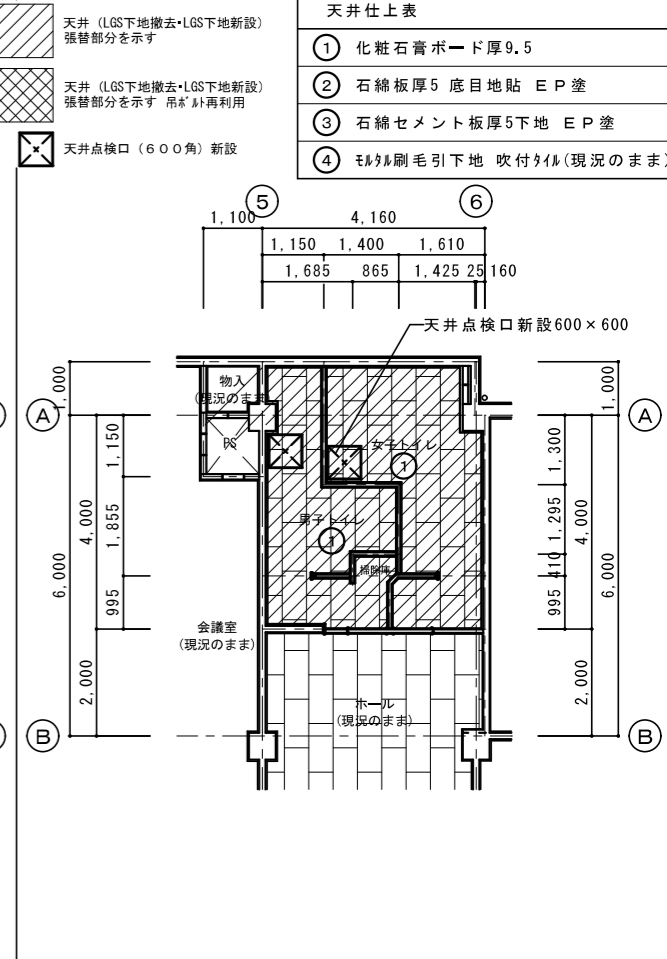 天井（LGS下地撤去・LGS下地新設）
張替部分を示す
天井（LGS下地撤去・LGS下地新設）
張替部分を示す 吊ﾎﾞﾙﾄ再利用
天井点検口（６００角）新設
天井仕上表
1 化粧石膏ボード厚9.5
2 石綿板厚5 底目地貼 ＥＰ塗
3 石綿セメント板厚5下地 ＥＰ塗
4 ﾓﾙﾀﾙ刷毛引下地 吹付ﾀｲﾙ(現況のまま)
5 6
1,100 4,160
1,150 1,400 1,610
1,685 865 1,425 25 160
天井点検口新設600×600
1,000 物入 1,000
(現況のまま)
A A
PS 女子トイレ
1
1,150 1,300
男子トイレ
1
4,000 1,855 1,295 4,000
6,000 掃除庫 410 6,000
995 995
会議室
(現況のまま)
2,000 2,000
ホール
(現況のまま)
B B